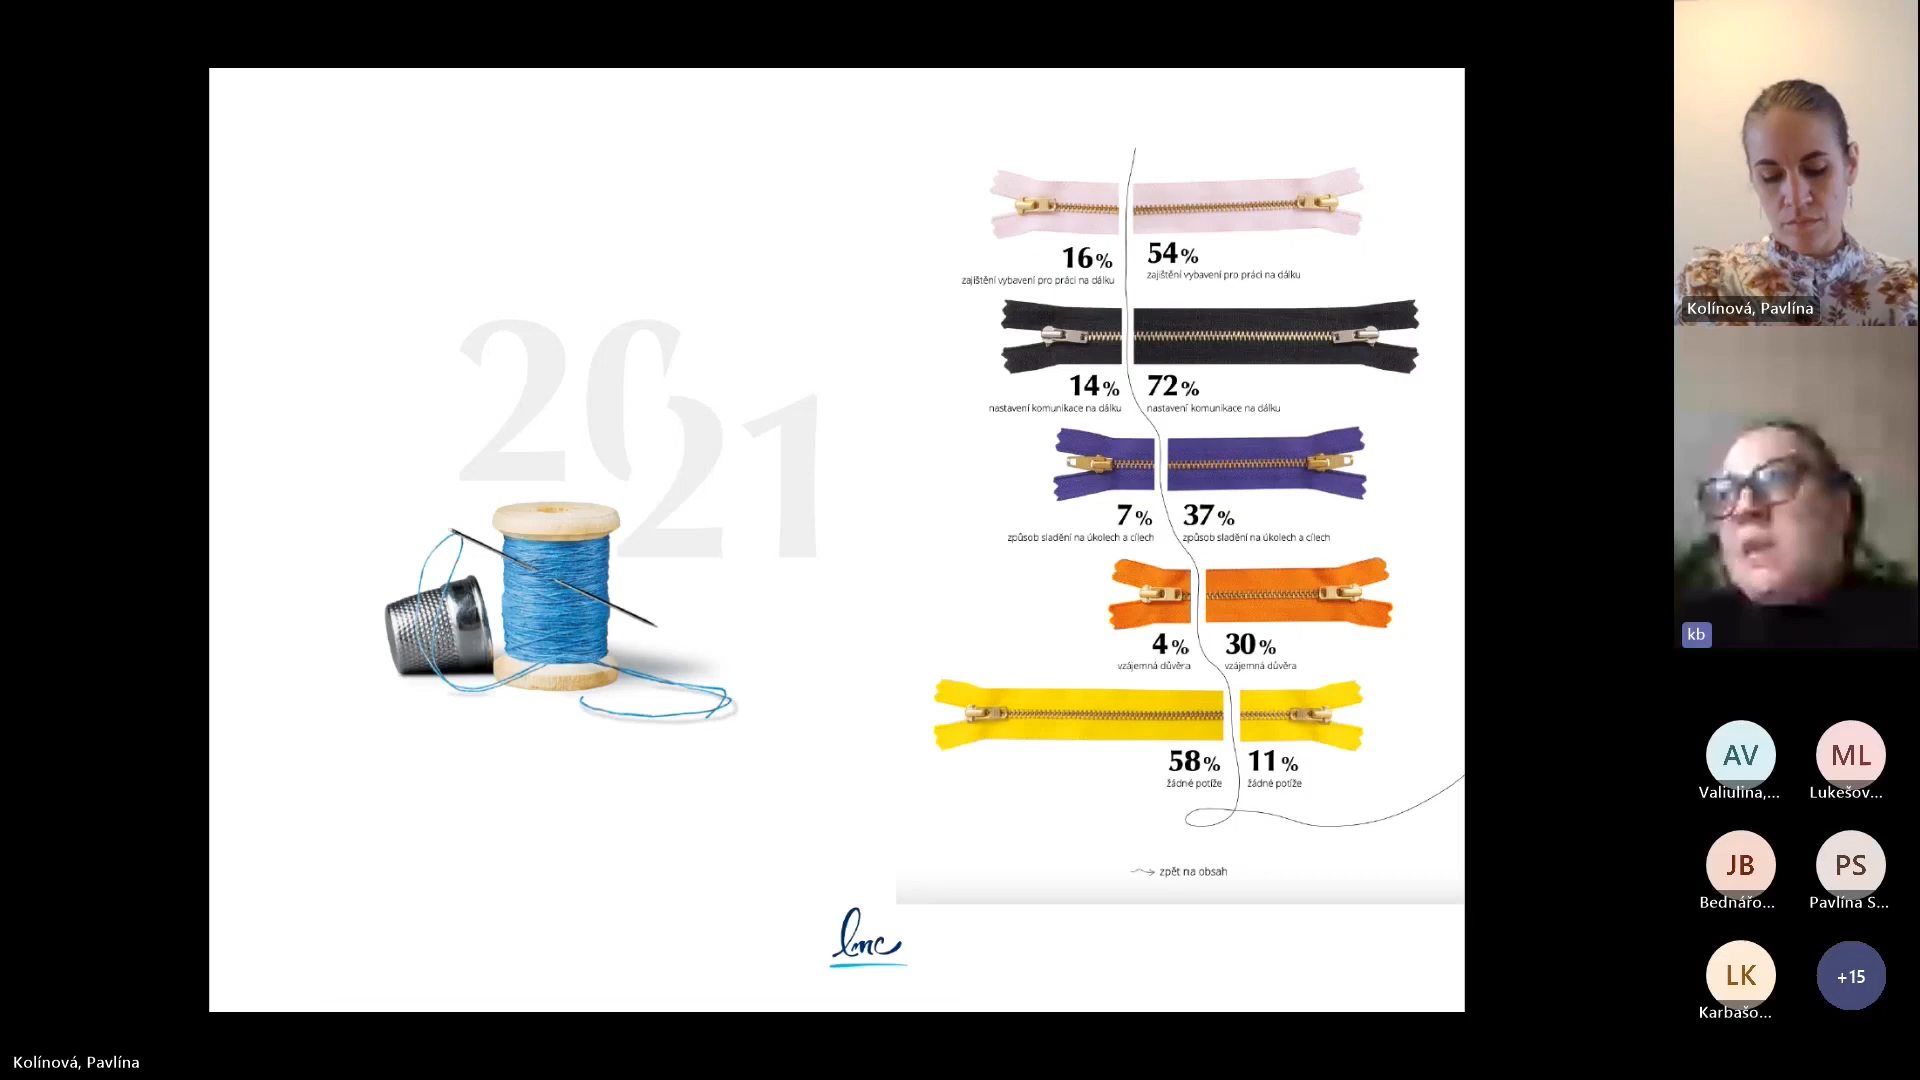 2021
16%
zajištění vybavení pro práci na dálku
54%
zajištění vybavení pro práci na dálku
14%
nastavení komunikace na dálku
72%
nastavení komunikace na dálku
7%
způsob sladění na úkolech a cílech
37%
způsob sladění na úkolech a cílech
4%
vzájemná důvěra
30%
vzájemná důvěra
58%
žádné potíže
11%
žádné potíže
zpět na obsah
lmc
Kolínová, Pavlína
kb
AV
Valiulina,...
ML
Lukešov...
JB
Bednářo...
PS
Pavlína S...
LK
Karbašo...
+15
Kolínová, Pavlína